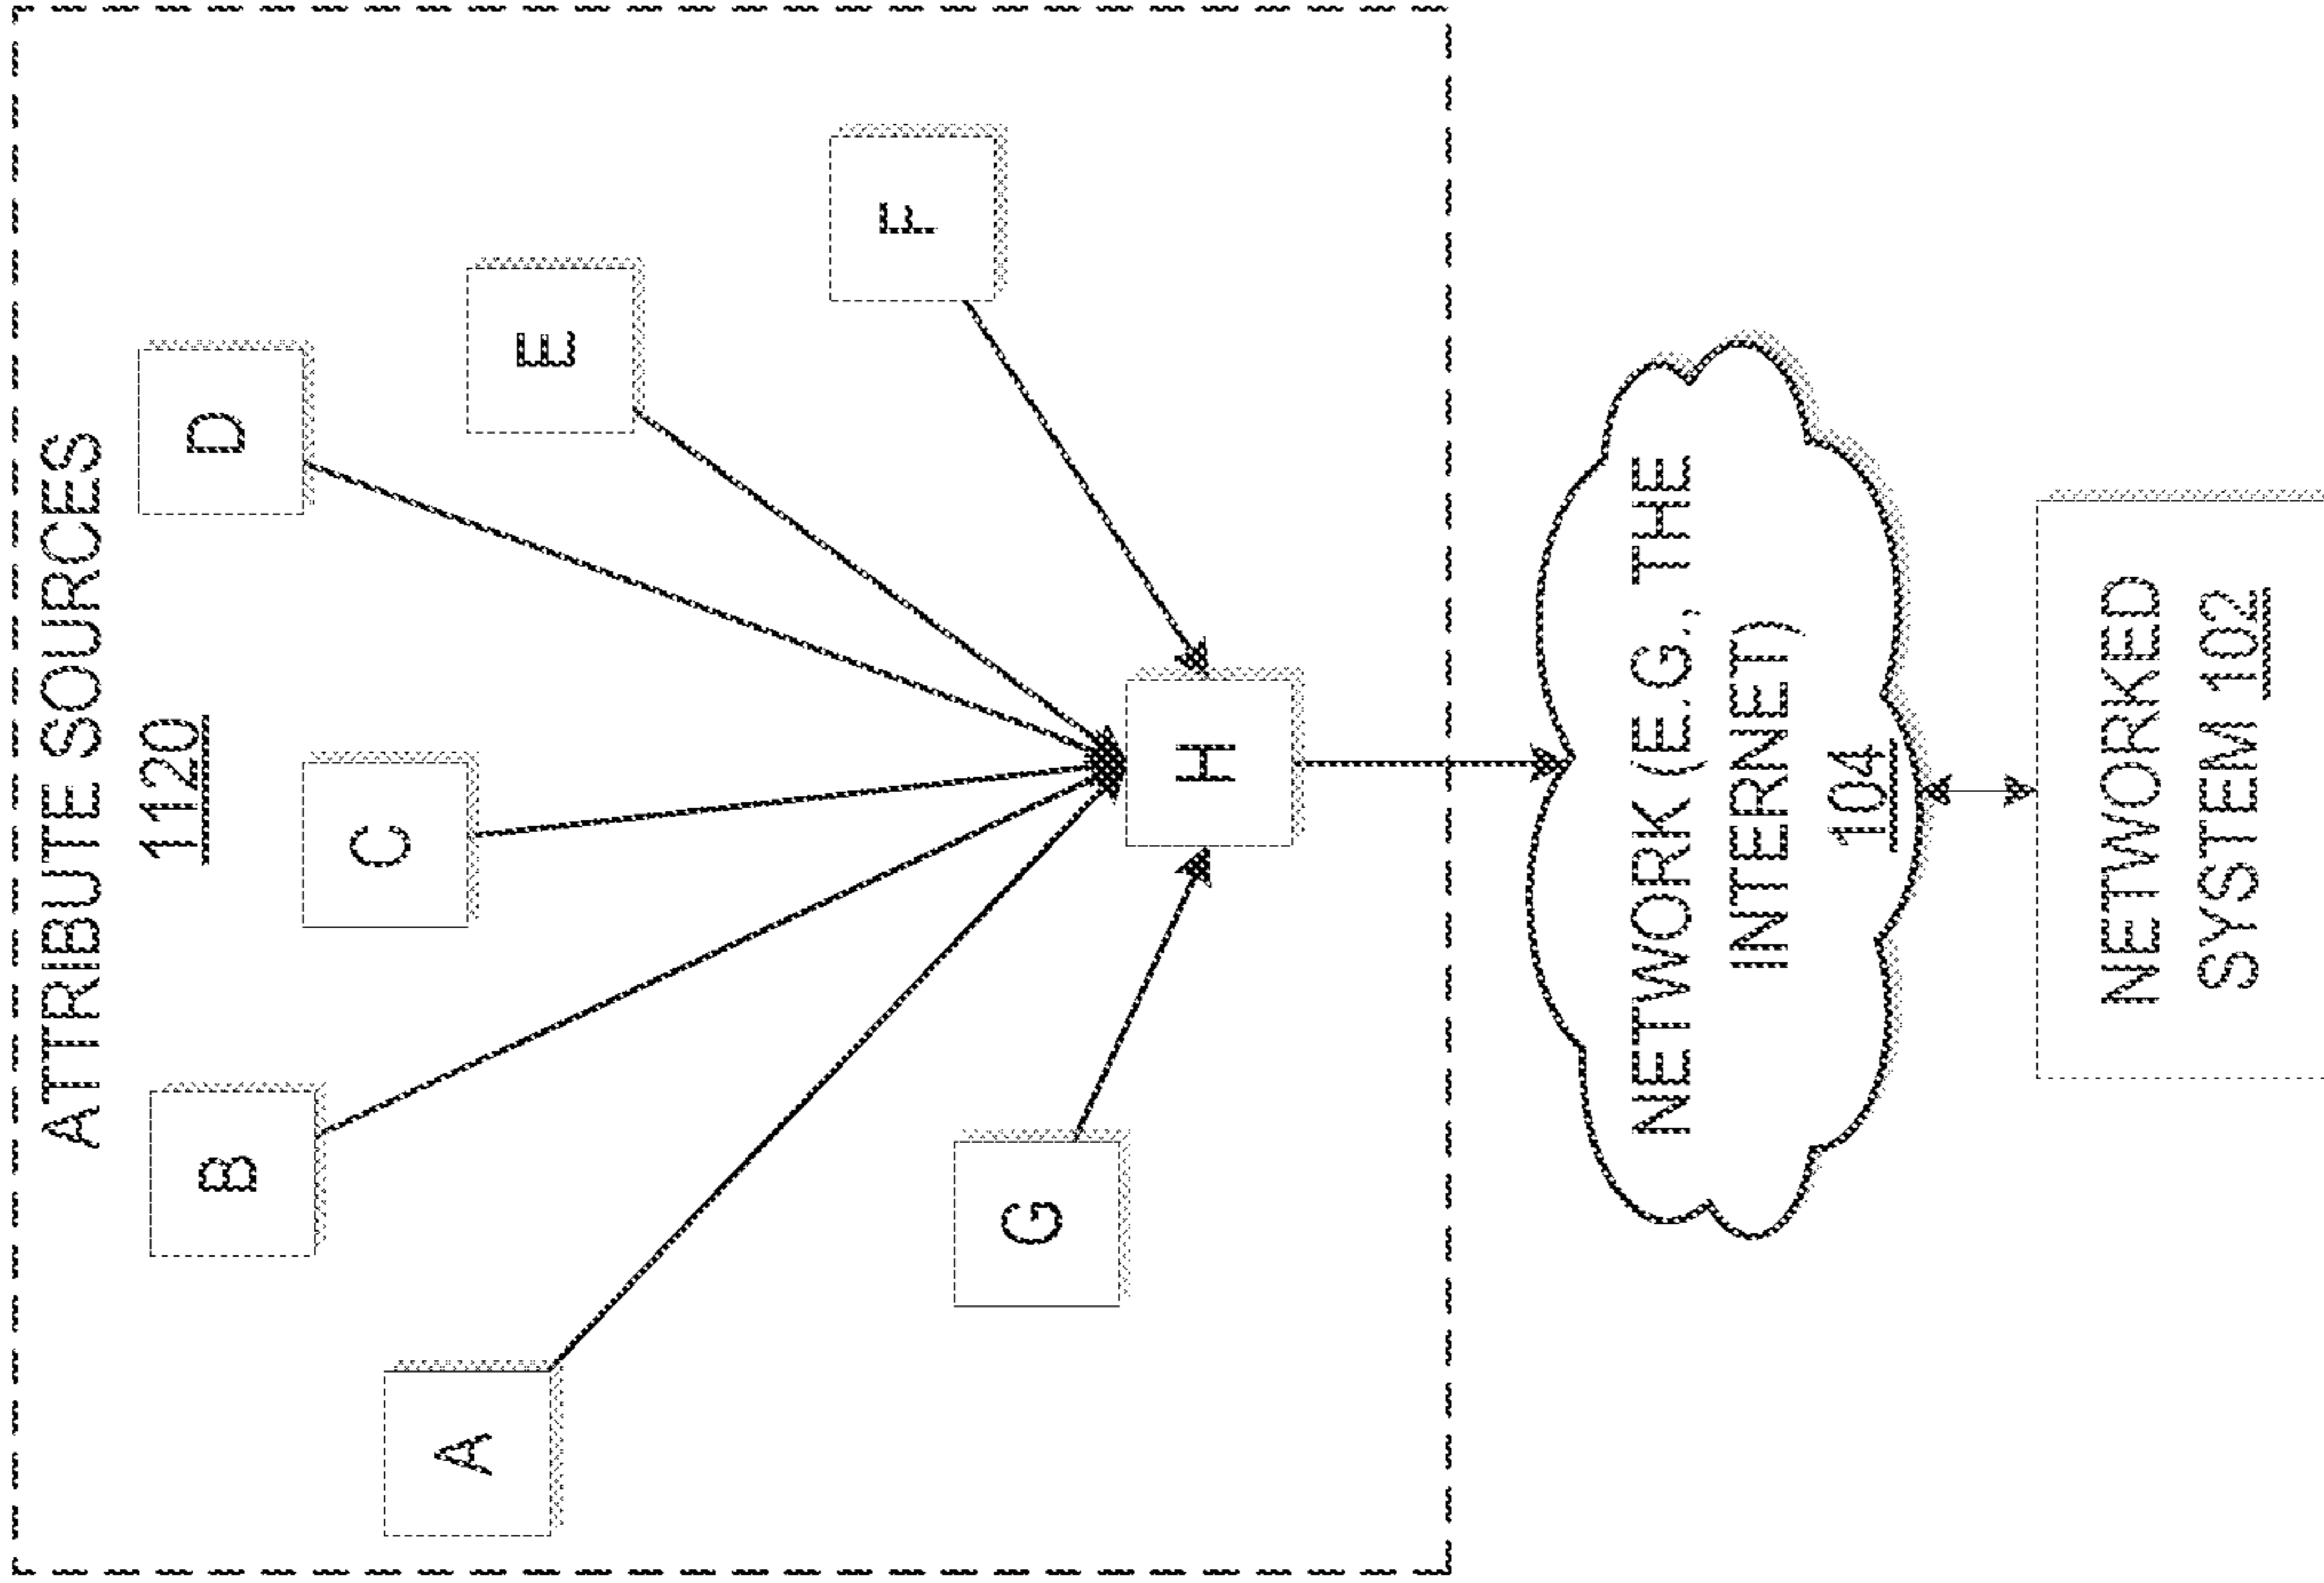 ATTRIBUTE SOURCES
1120
B
D
C
A
E
G
F
H
NETWORK (E.G., THE
INTERNET)
104
NETWORKED
SYSTEM 102